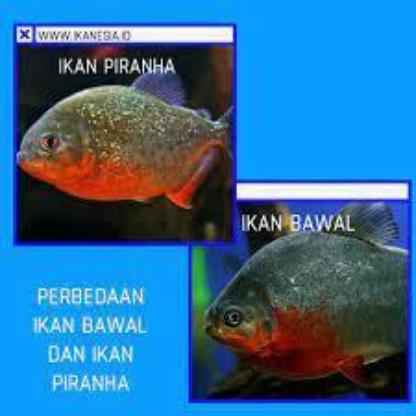 WWW.IKANESIA.ID
IKAN PIRANHA
IKAN BAWAL
PERBEDAAN
IKAN BAWAL
DAN IKAN
PIRANHA